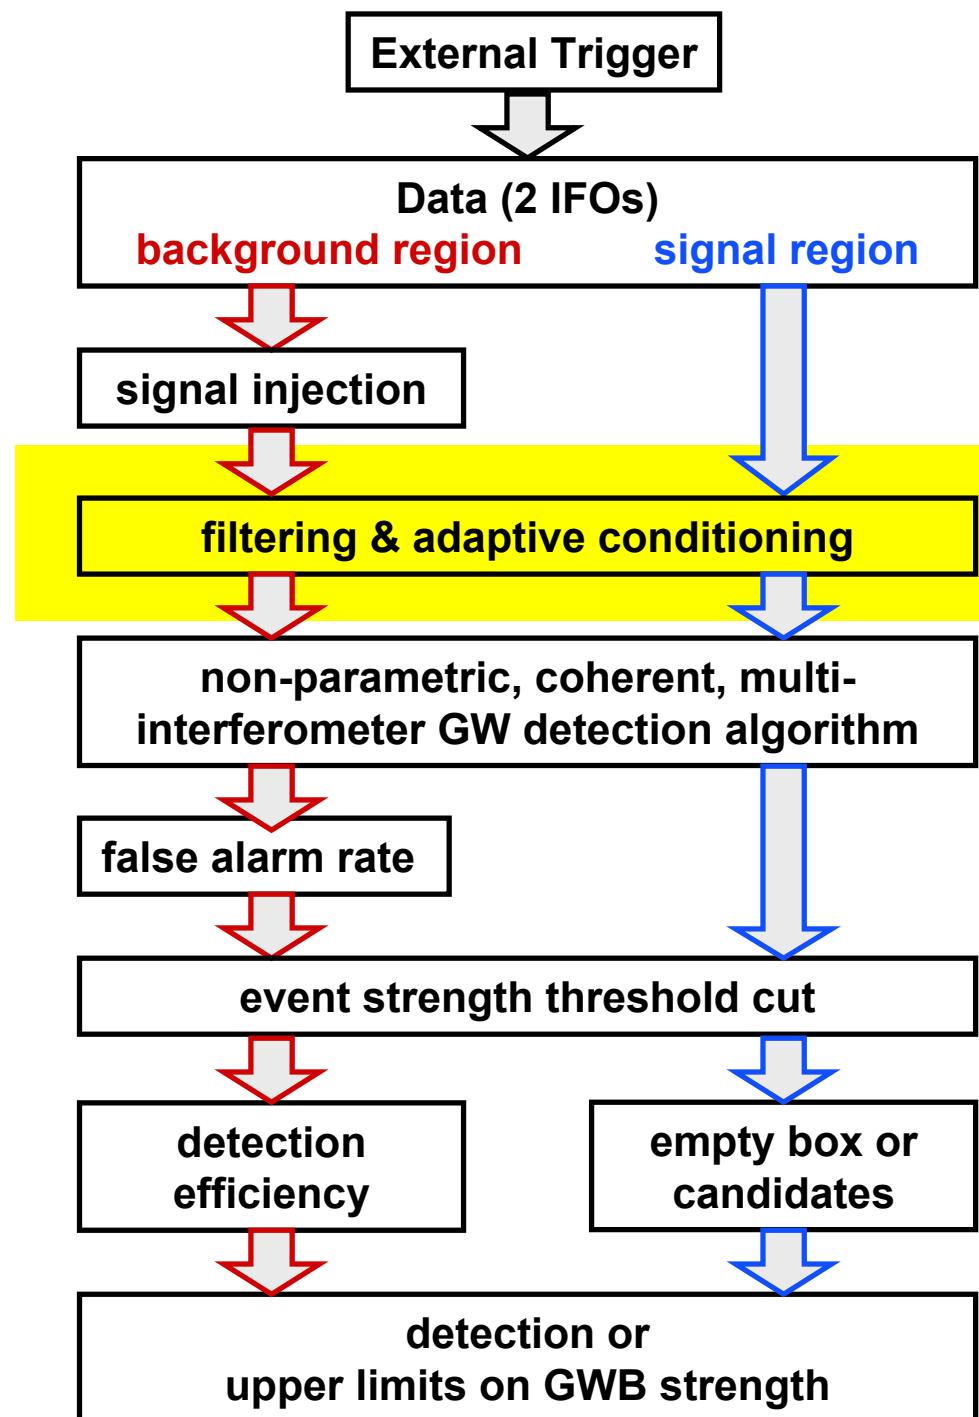 External Trigger
Data (2 IFOs)
background region signal region
signal injection
filtering & adaptive conditioning
non-parametric, coherent, multi-
interferometer GW detection algorithm
false alarm rate
event strength threshold cut
detection
efficiency
empty box or
candidates
detection or
upper limits on GWB strength